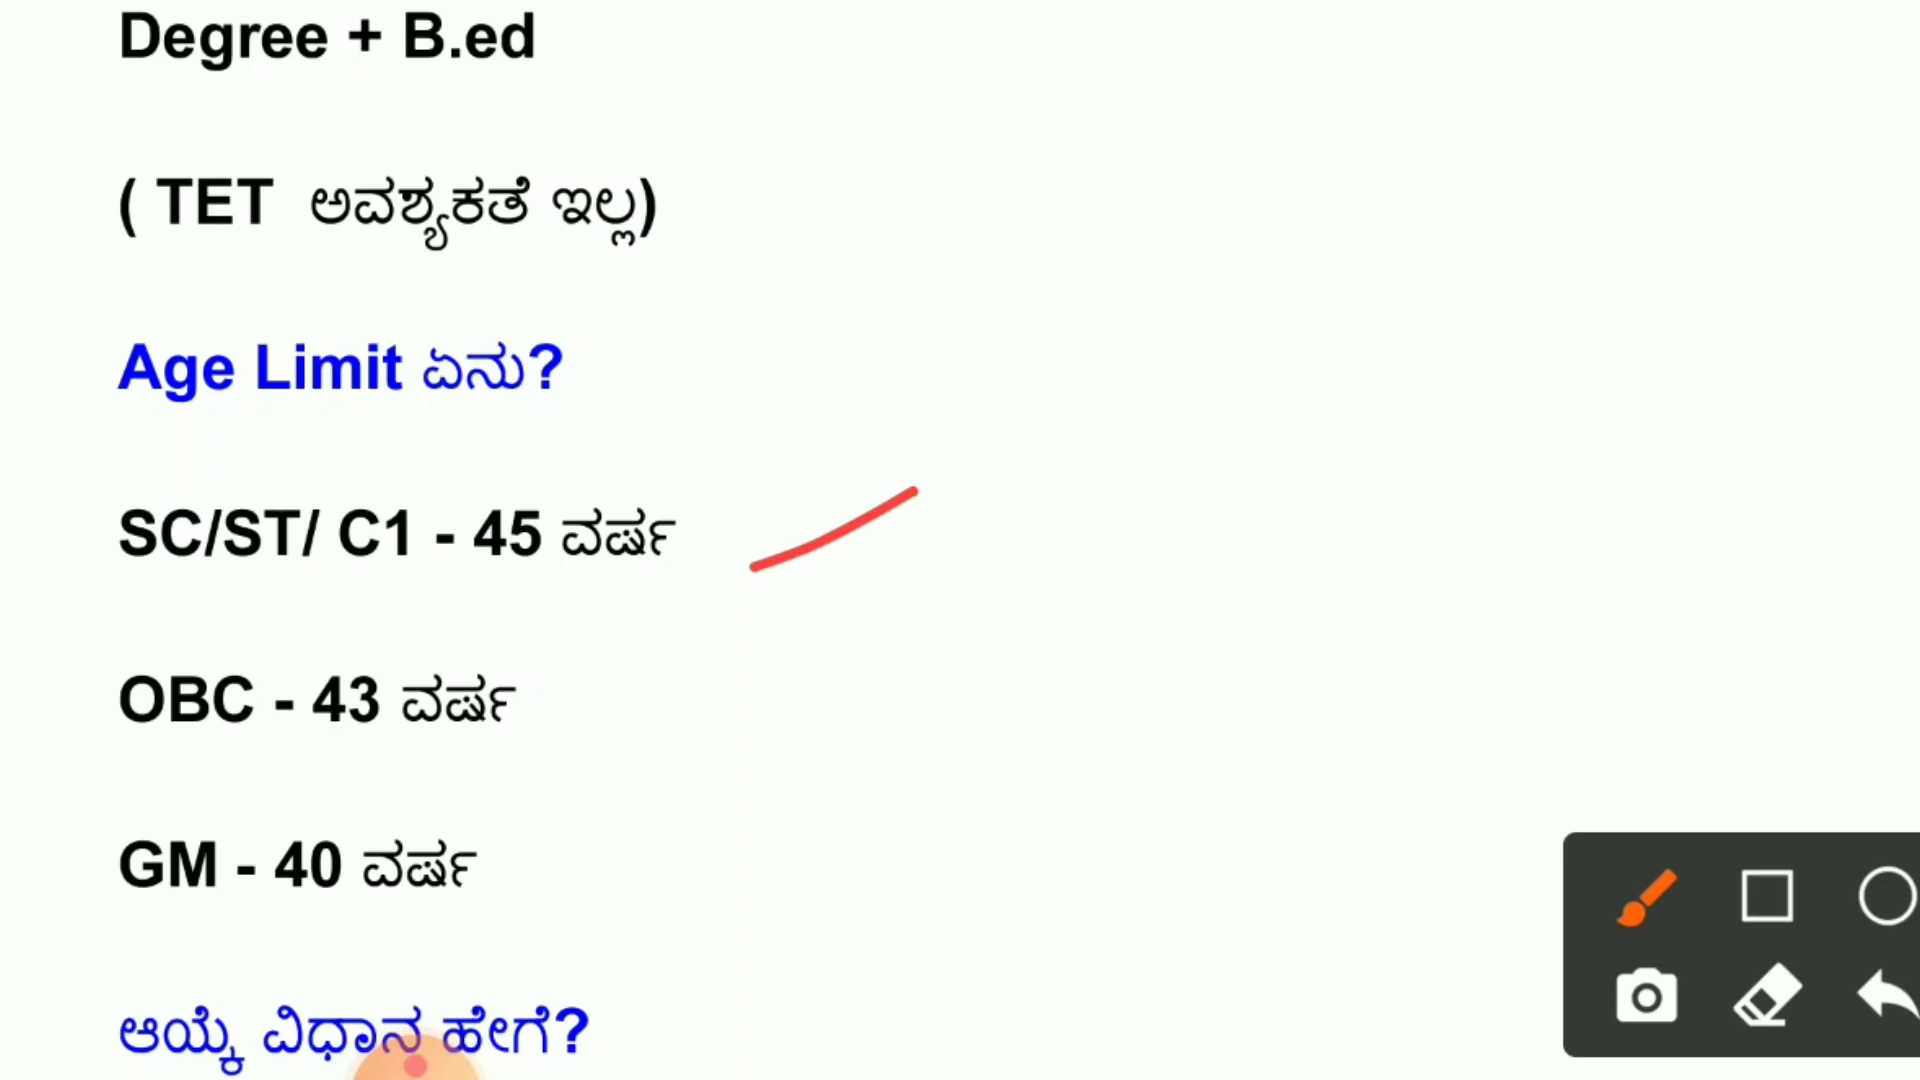 Degree + B.ed
( TET ಅವಶ್ಯಕತೆ ಇಲ್ಲ)
Age Limit ಏನು?
SC/ST/ C1 - 45 ವರ್ಷ
OBC - 43 ವರ್ಷ
GM - 40 ವರ್ಷ
ಆಯ್ಕೆ ವಿಧಾನ ಹೇಗೆ?